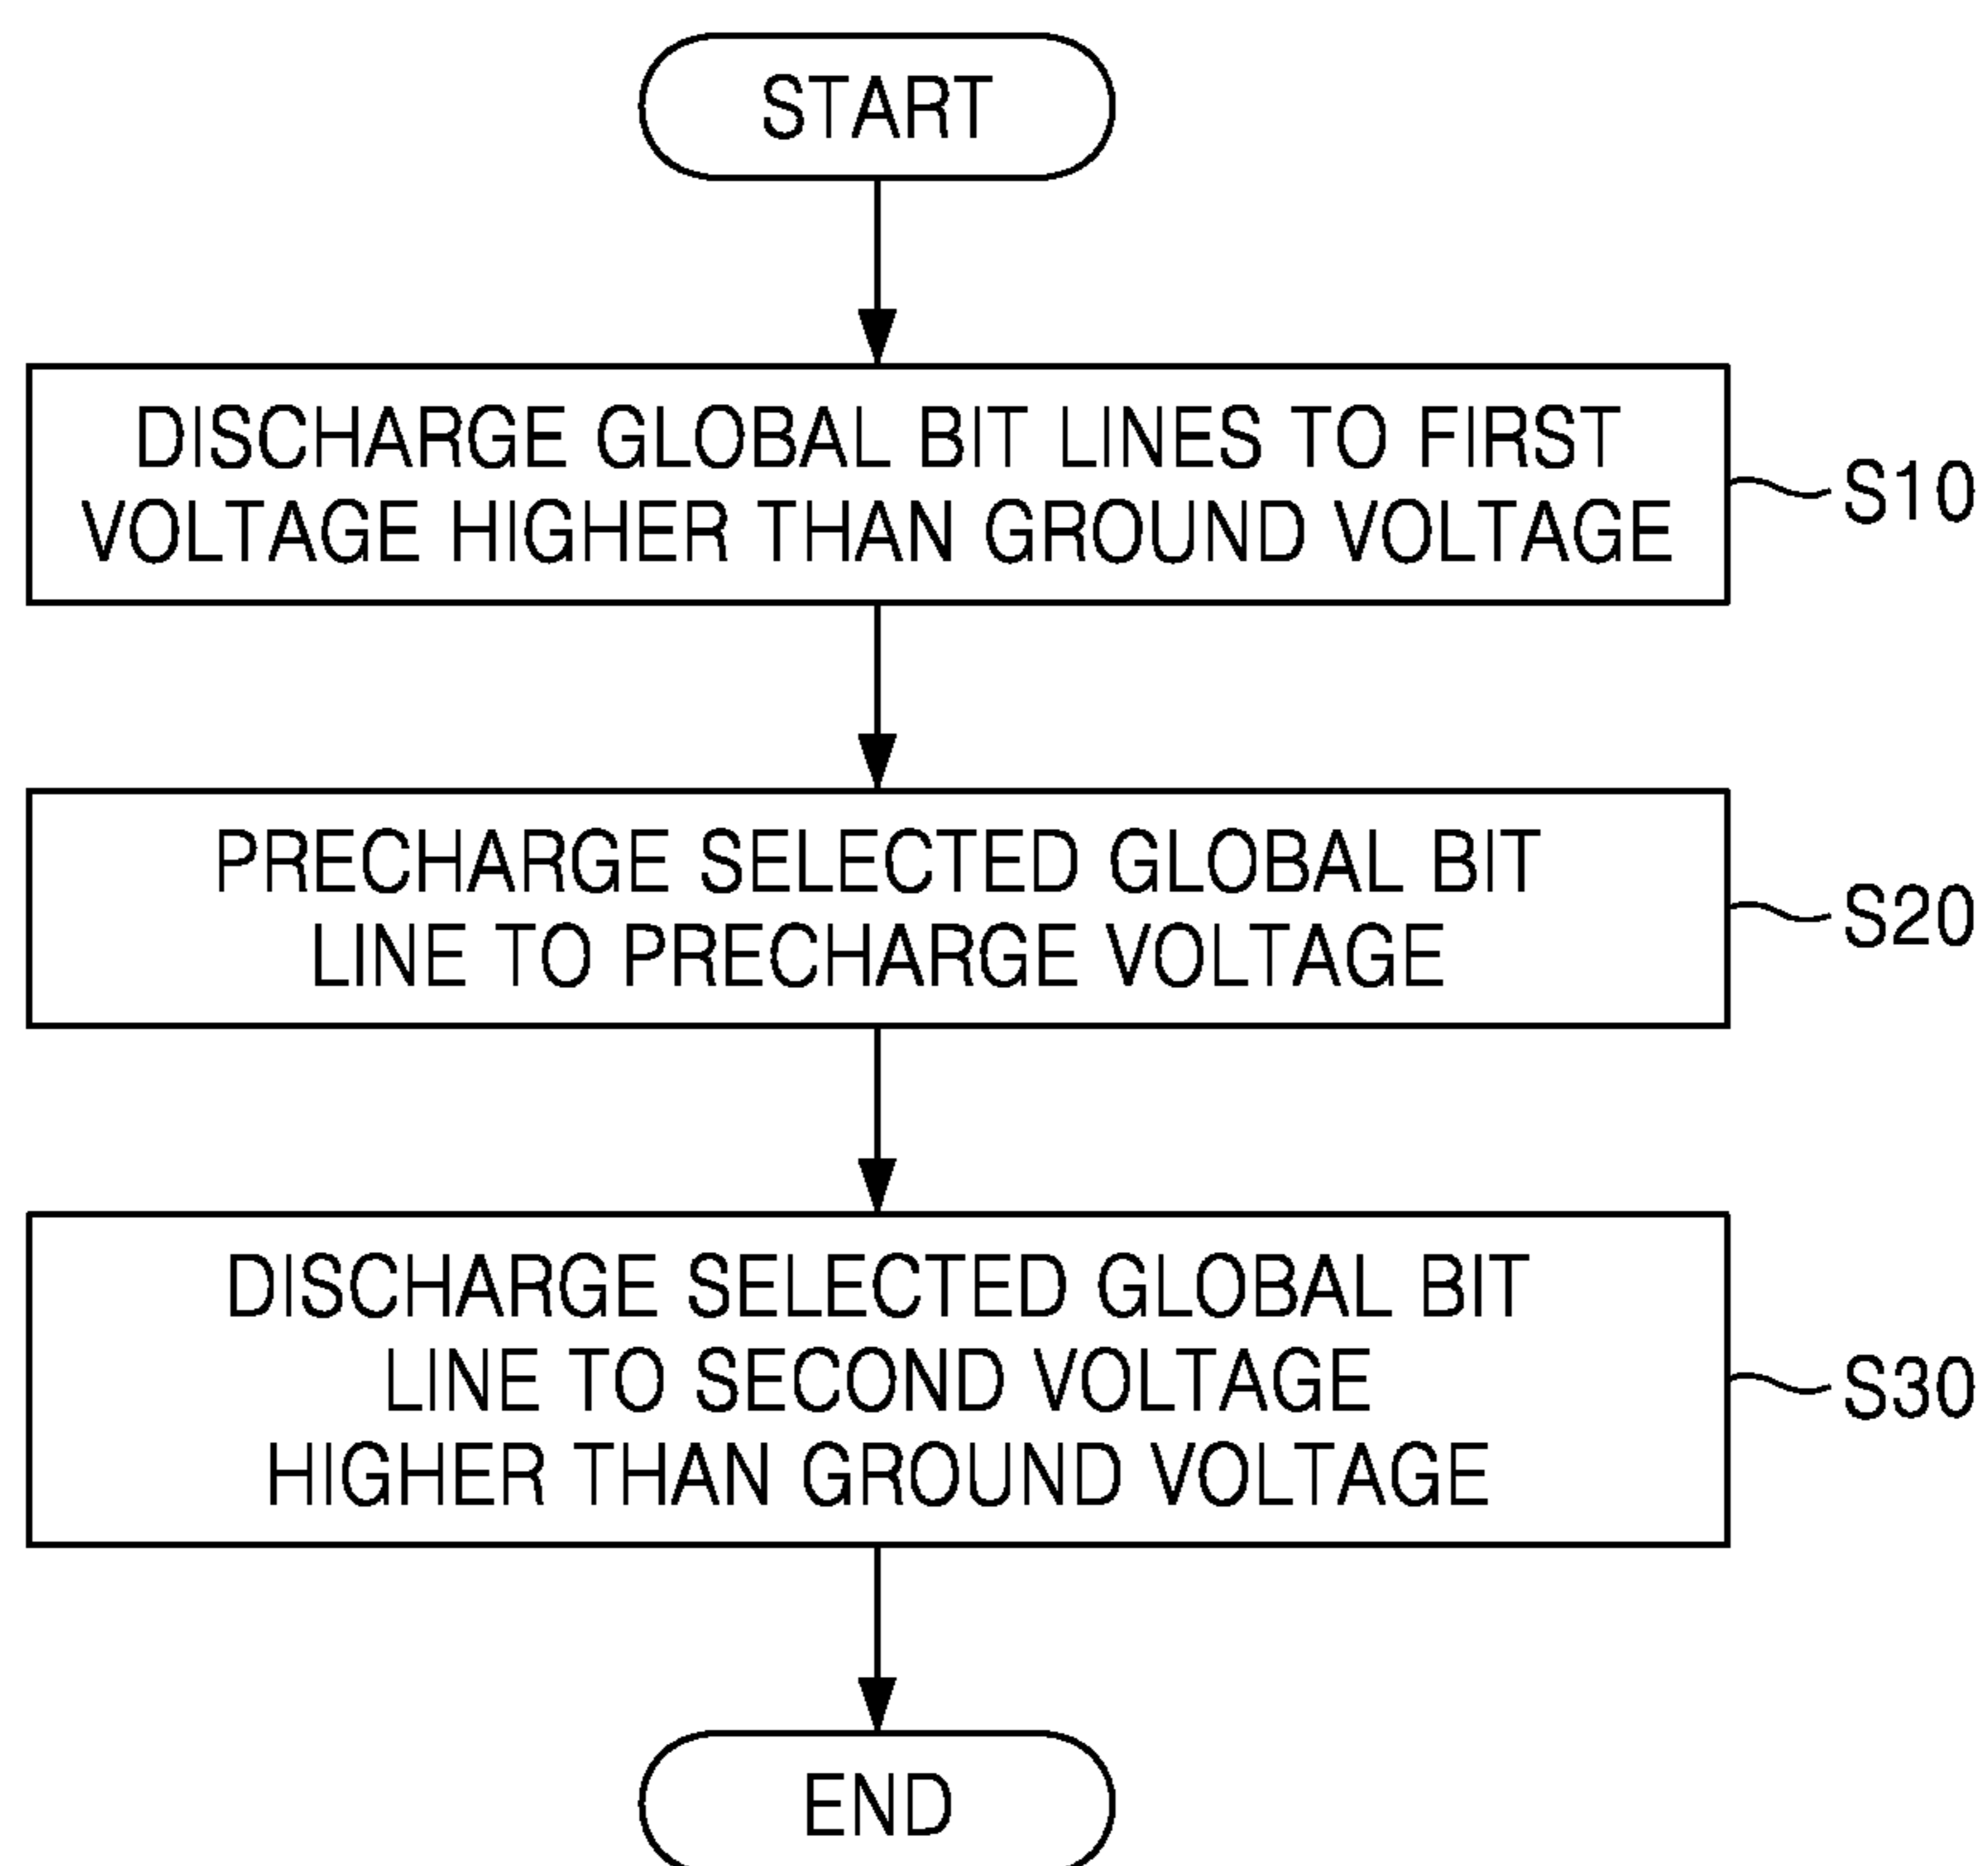 START
DISCHARGE GLOBAL BIT LINES TO FIRST
VOLTAGE HIGHER THAN GROUND VOLTAGE
S10
PRECHARGE SELECTED GLOBAL BIT
LINE TO PRECHARGE VOLTAGE
S20
DISCHARGE SELECTED GLOBAL BIT
LINE TO SECOND VOLTAGE
HIGHER THAN GROUND VOLTAGE
S30
END